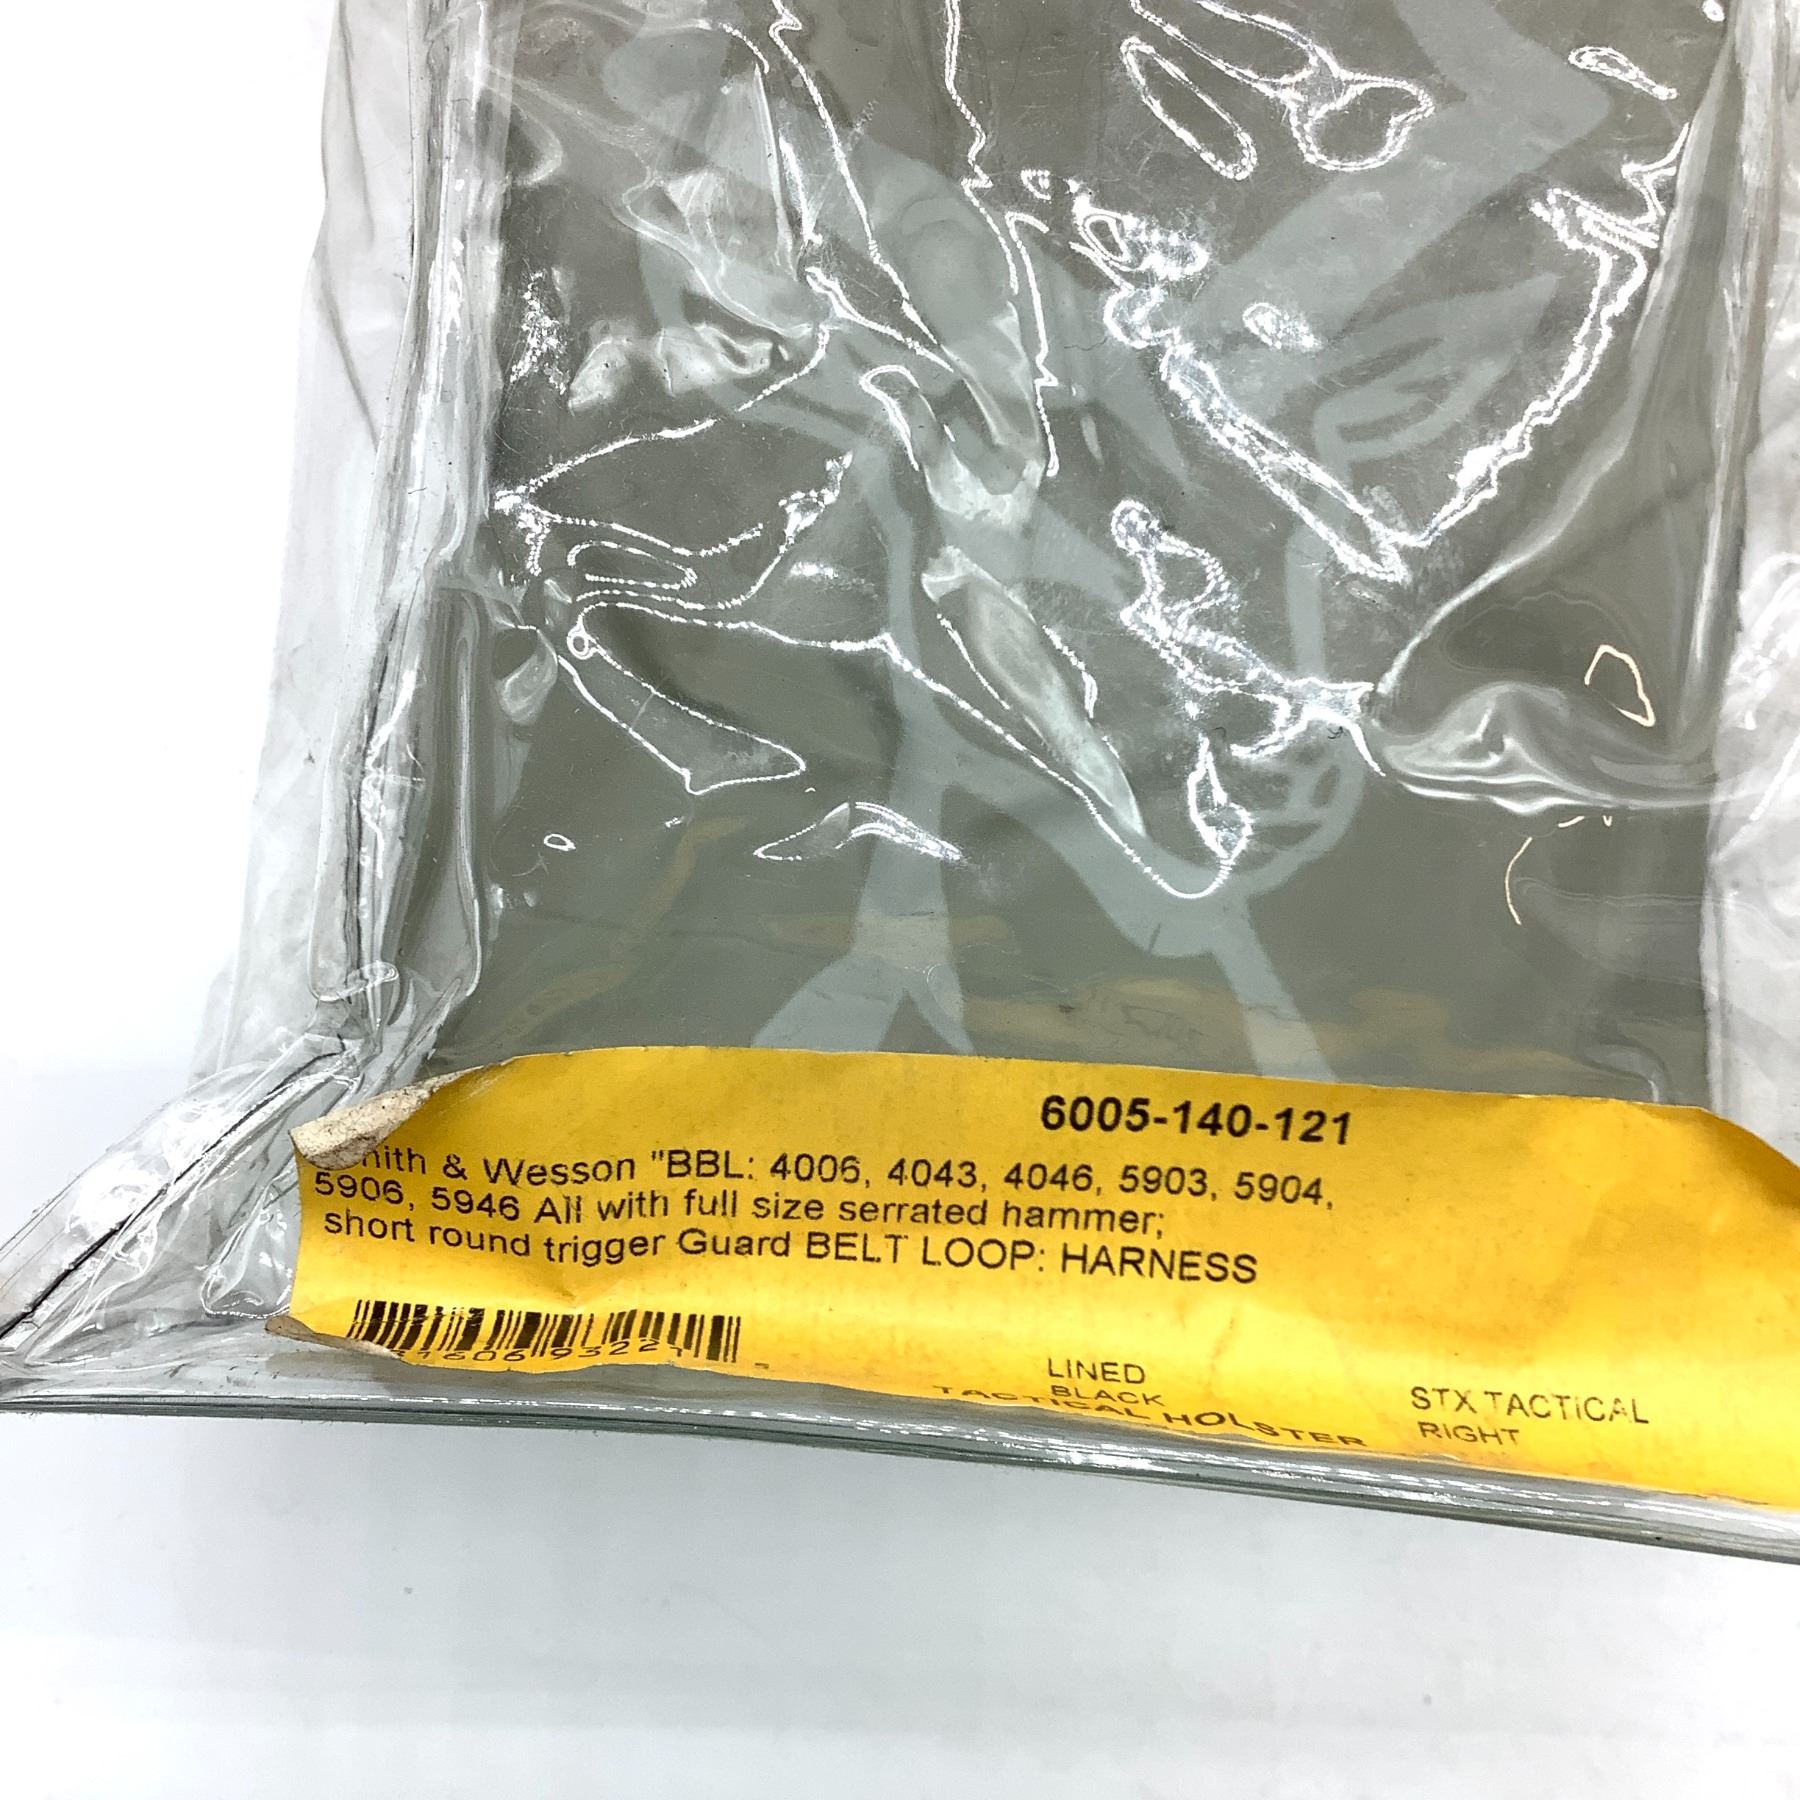 6005-140-121
& Wesson "BBL: 4006, 4043, 4046, 5903, 5904,
5906, 5946 All with full size serrated hammer;
short round trigger Guard BELT LOOP: HARNESS
LINED
BLACK
TACTICAL HOLSTER
STX TACTICAL
RIGHT